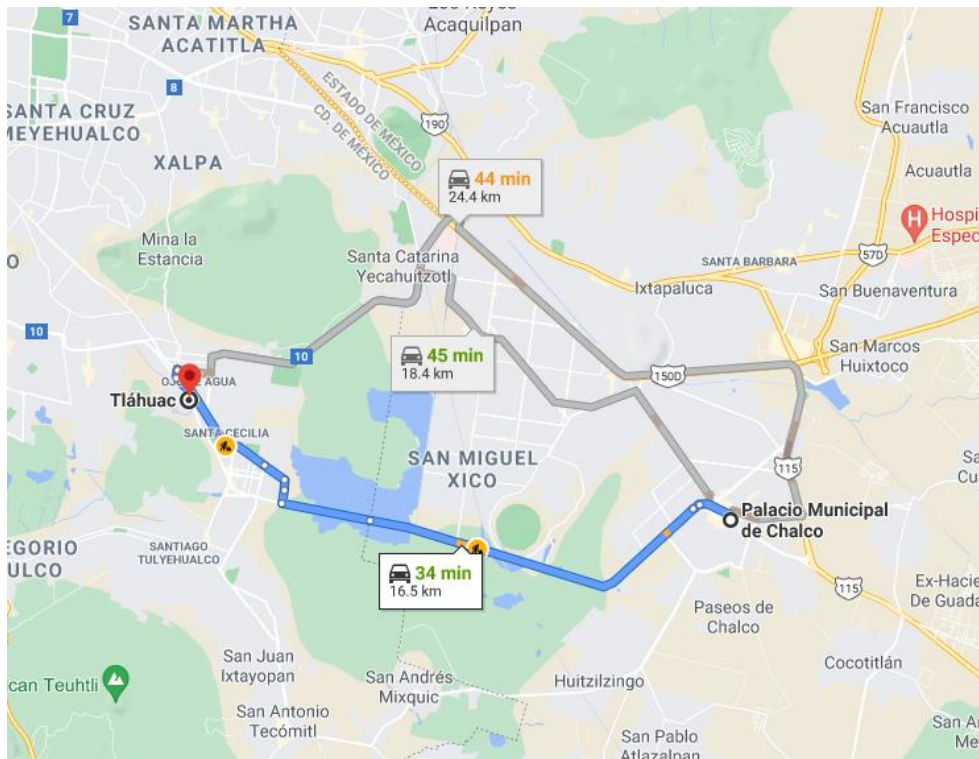 7
SANTA MARTHA
ACATITLA
Acaquilpan
8
SANTA CRUZ
MEYEHUALCO
ESTADO DE MÉXICO
CD. DE MÉXICO
190
San Francisco
Acuautla
XALPA
Acuautla
44 min
24.4 km
Hospi
Espec
Mina la
Estancia
Santa Catarina
Yecahuitzotl
SANTA BARBARA
57D
Ixtapaluca
San Buenaventura
10
10
45 min
18.4 km
San Marcos
Huixtoco
150D
Tláhuac
SANTA CECILIA
SAN MIGUEL
XICO
115
Palacio Municipal
de Chalco
EGORIO
ULCO
SANTIAGO
TULYEHUALCO
34 min
16.5 km
115
Ex-Hacie
De Guada
Paseos de
Chalco
Cocotitlán
San Juan
Ixtayopan
San Andrés
Mixquic
Huitzilzingo
can Teuhtli
San Antonio
Tecómitl
San Pablo
Atlazalpan
San A
Me